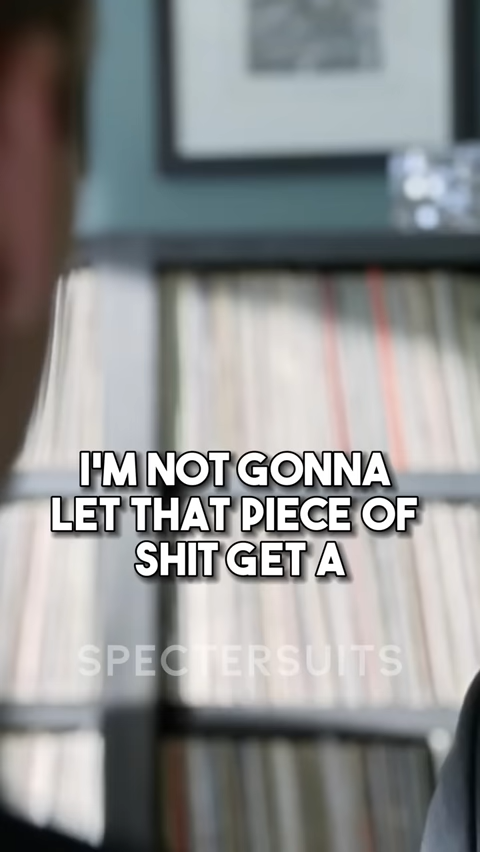 I'M NOT GONNA
LET THAT PIECE OF
SHIT GET A
SPECTERSUITS